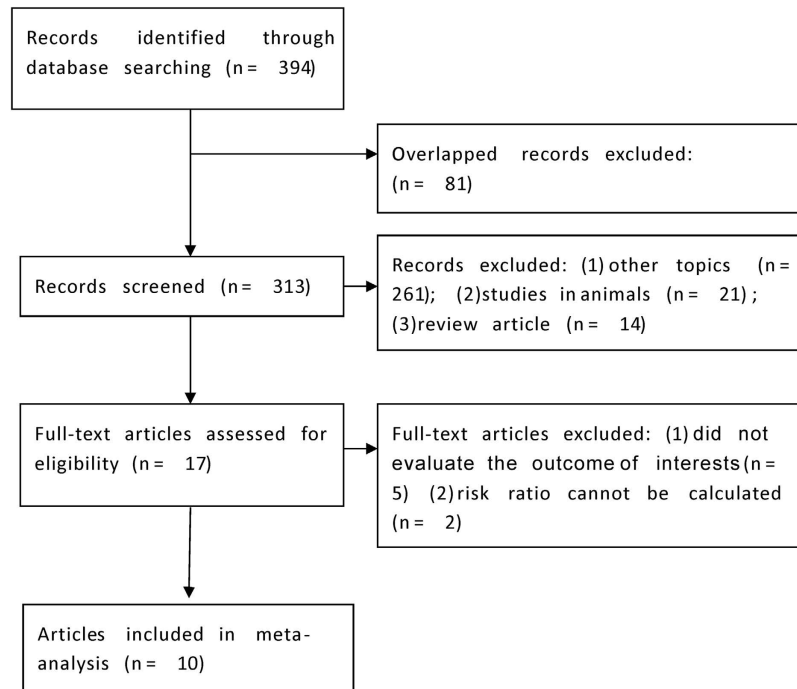 Records identified through
database searching (n = 394)
Overlapped records excluded:
(n = 81)
Records screened (n = 313)
Records excluded: (1) other topics (n =
261); (2)studies in animals (n = 21) ;
(3)review article (n = 14)
Full-text articles assessed for
eligibility (n = 17)
Full-text articles excluded: (1) did not
evaluate the outcome of interests(n =
5) (2)risk ratio cannot be calculated
(n = 2)
Articles included in meta-
analysis (n = 10)